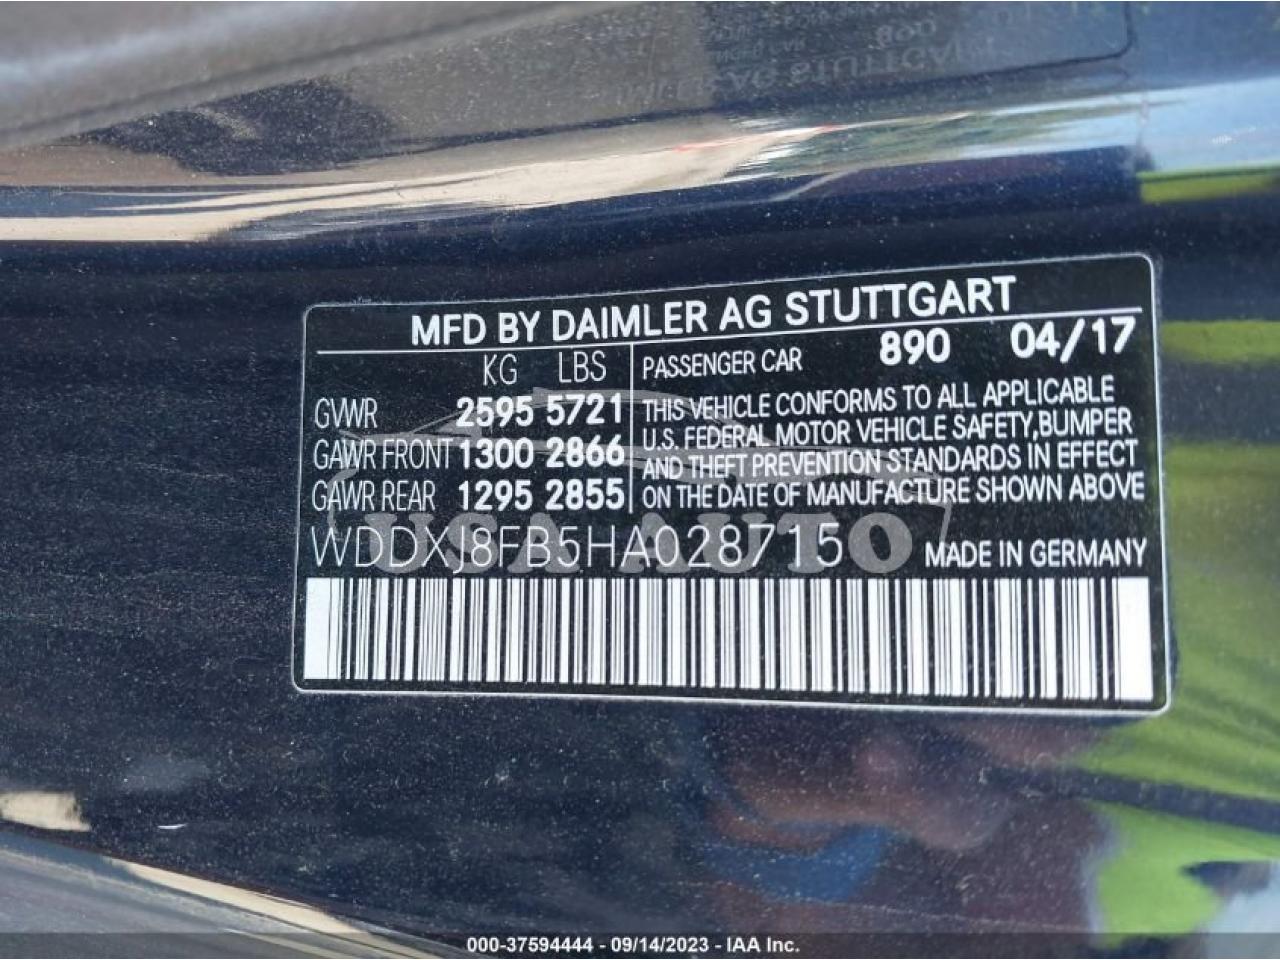 MFD BY DAIMLER AG STUTTGART
KG LBS
PASSENGER CAR 890 04/17
GVWR 2595 5721
GAWR FRONT 1300 2866
GAWR REAR 1295 2855
THIS VEHICLE CONFORMS TO ALL APPLICABLE
U.S. FEDERAL MOTOR VEHICLE SAFETY,BUMPER
AND THEFT PREVENTION STANDARDS IN EFFECT
ON THE DATE OF MANUFACTURE SHOWN ABOVE
WDDXJ8FB5HA028715 MADE IN GERMANY
USA AUTO
000-37594444 - 09/14/2023 - IAA Inc.